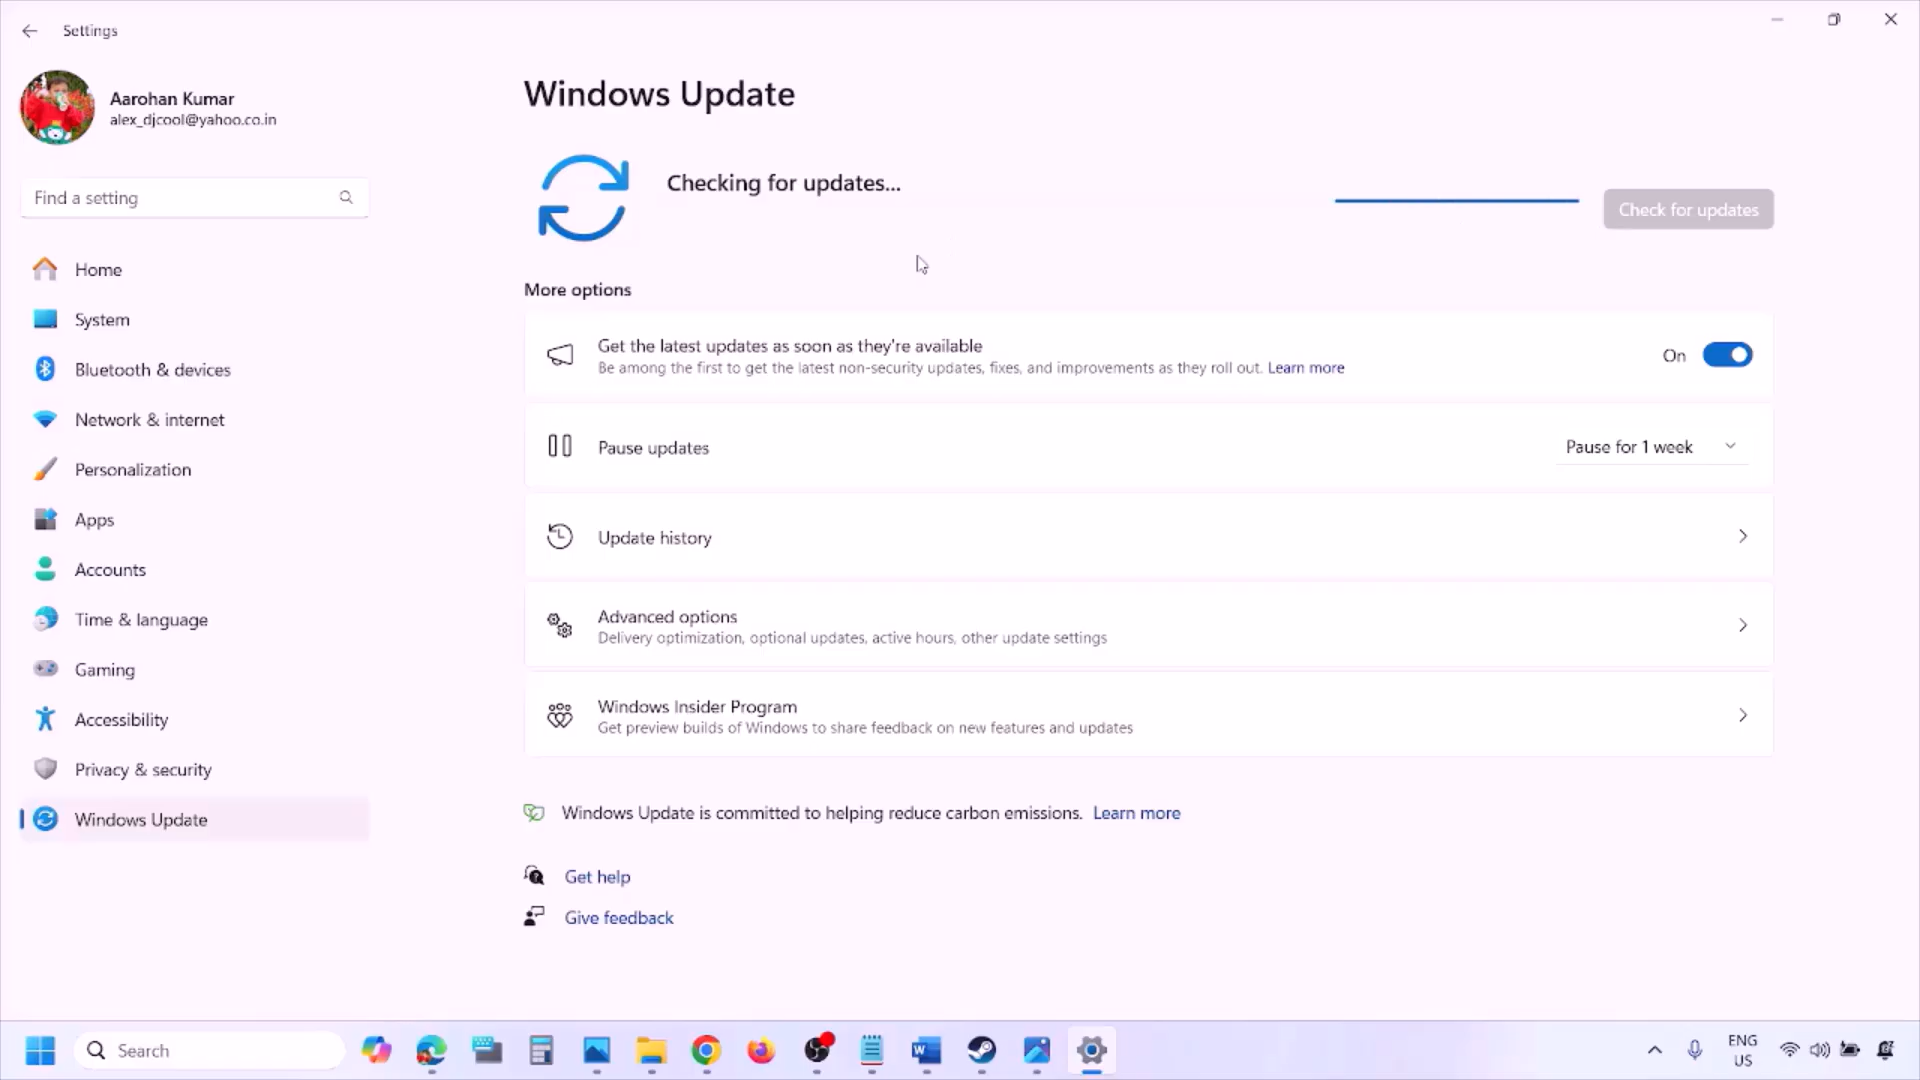 Settings
Aarohan Kumar
alex_djcool@yahoo.co.in
Find a setting
Home
System
Bluetooth & devices
Network & internet
Personalization
Apps
Accounts
Time & language
Gaming
Accessibility
Privacy & security
Windows Update
Windows Update
Checking for updates...
Check for updates
More options
Get the latest updates as soon as they're available
Be among the first to get the latest non-security updates, fixes, and improvements as they roll out. Learn more
On
Pause updates
Pause for 1 week
Update history
Advanced options
Delivery optimization, optional updates, active hours, other update settings
Windows Insider Program
Get preview builds of Windows to share feedback on new features and updates
Windows Update is committed to helping reduce carbon emissions. Learn more
Get help
Give feedback
Search
ENG
US